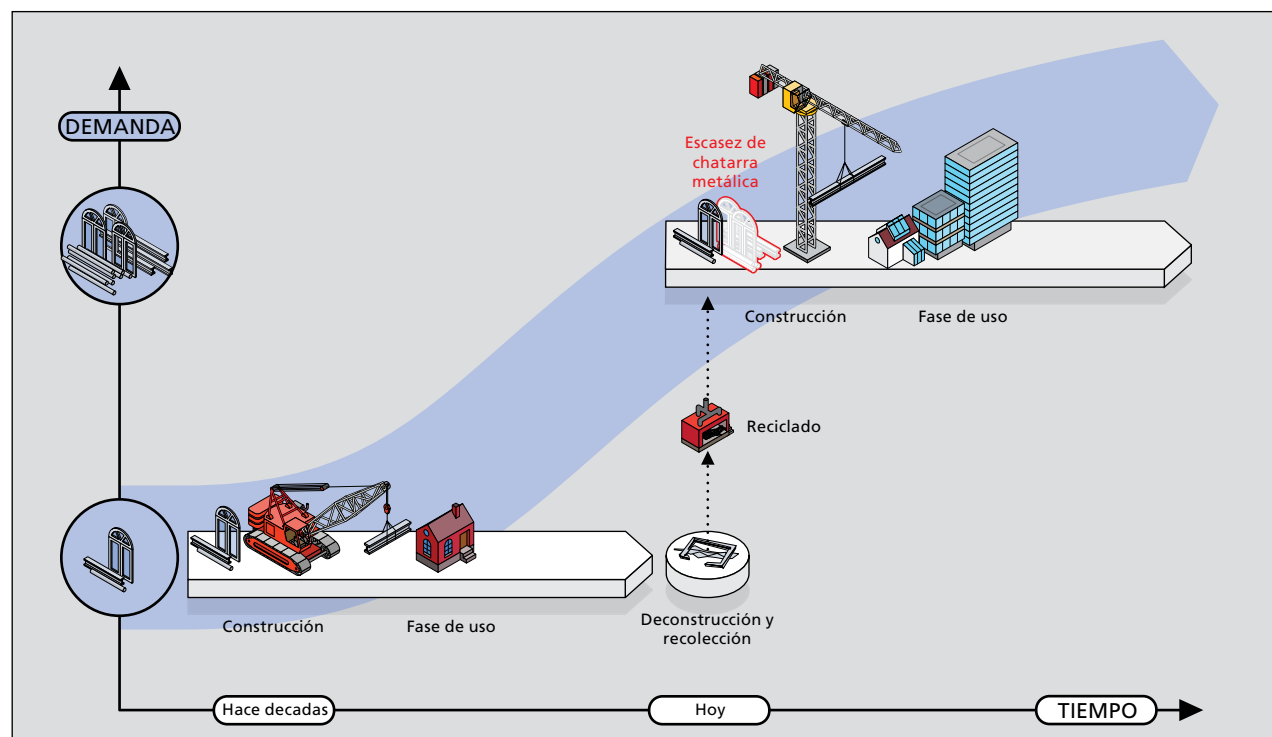 DEMANDA
Escasez de
chatarra
metálica
Construcción
Fase de uso
Reciclado
Construcción
Fase de uso
Deconstrucción y
recolección
Hace decadas
Hoy
TIEMPO